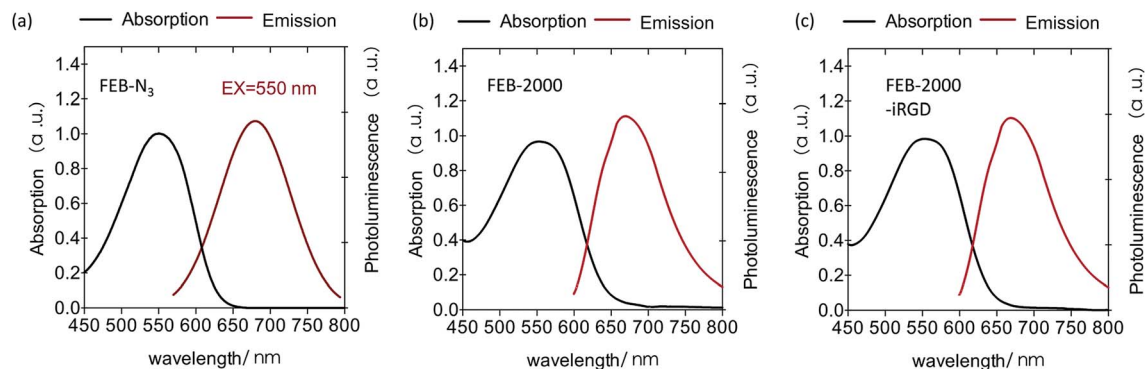 (a) Absorption Emission
FEB-N₃ EX=550 nm
Absorption (a .u.)
1.4
1.2
1.0
0.8
0.6
0.4
0.2
0.0
450 500 550 600 650 700 750 800
wavelength/ nm
Photoluminescence (a .u.)
(b) Absorption Emission
FEB-2000
Absorption (a .u.)
1.4
1.2
1.0
0.8
0.6
0.4
0.2
0.0
450 500 550 600 650 700 750 800
wavelength/ nm
Photoluminescence (a .u.)
(c) Absorption Emission
FEB-2000
-iRGD
Absorption (a .u.)
1.4
1.2
1.0
0.8
0.6
0.4
0.2
0.0
450 500 550 600 650 700 750 800
wavelength/ nm
Photoluminescence (a .u.)